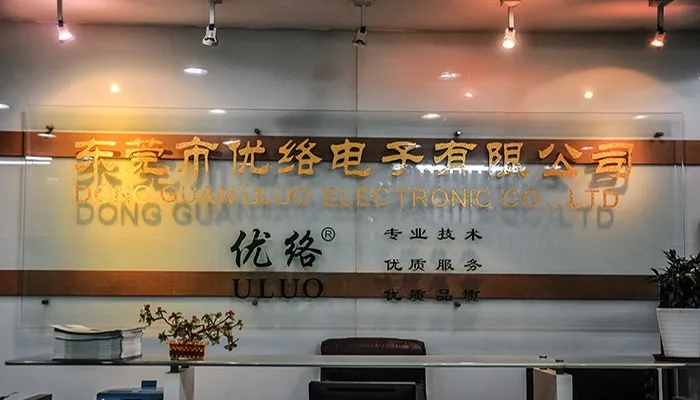 东莞市优络电子有限公司
DONG GUAN ULUO ELECTRONIC CO.,LTD
优络®
ULUO
专业技术
优质服务
优质品质